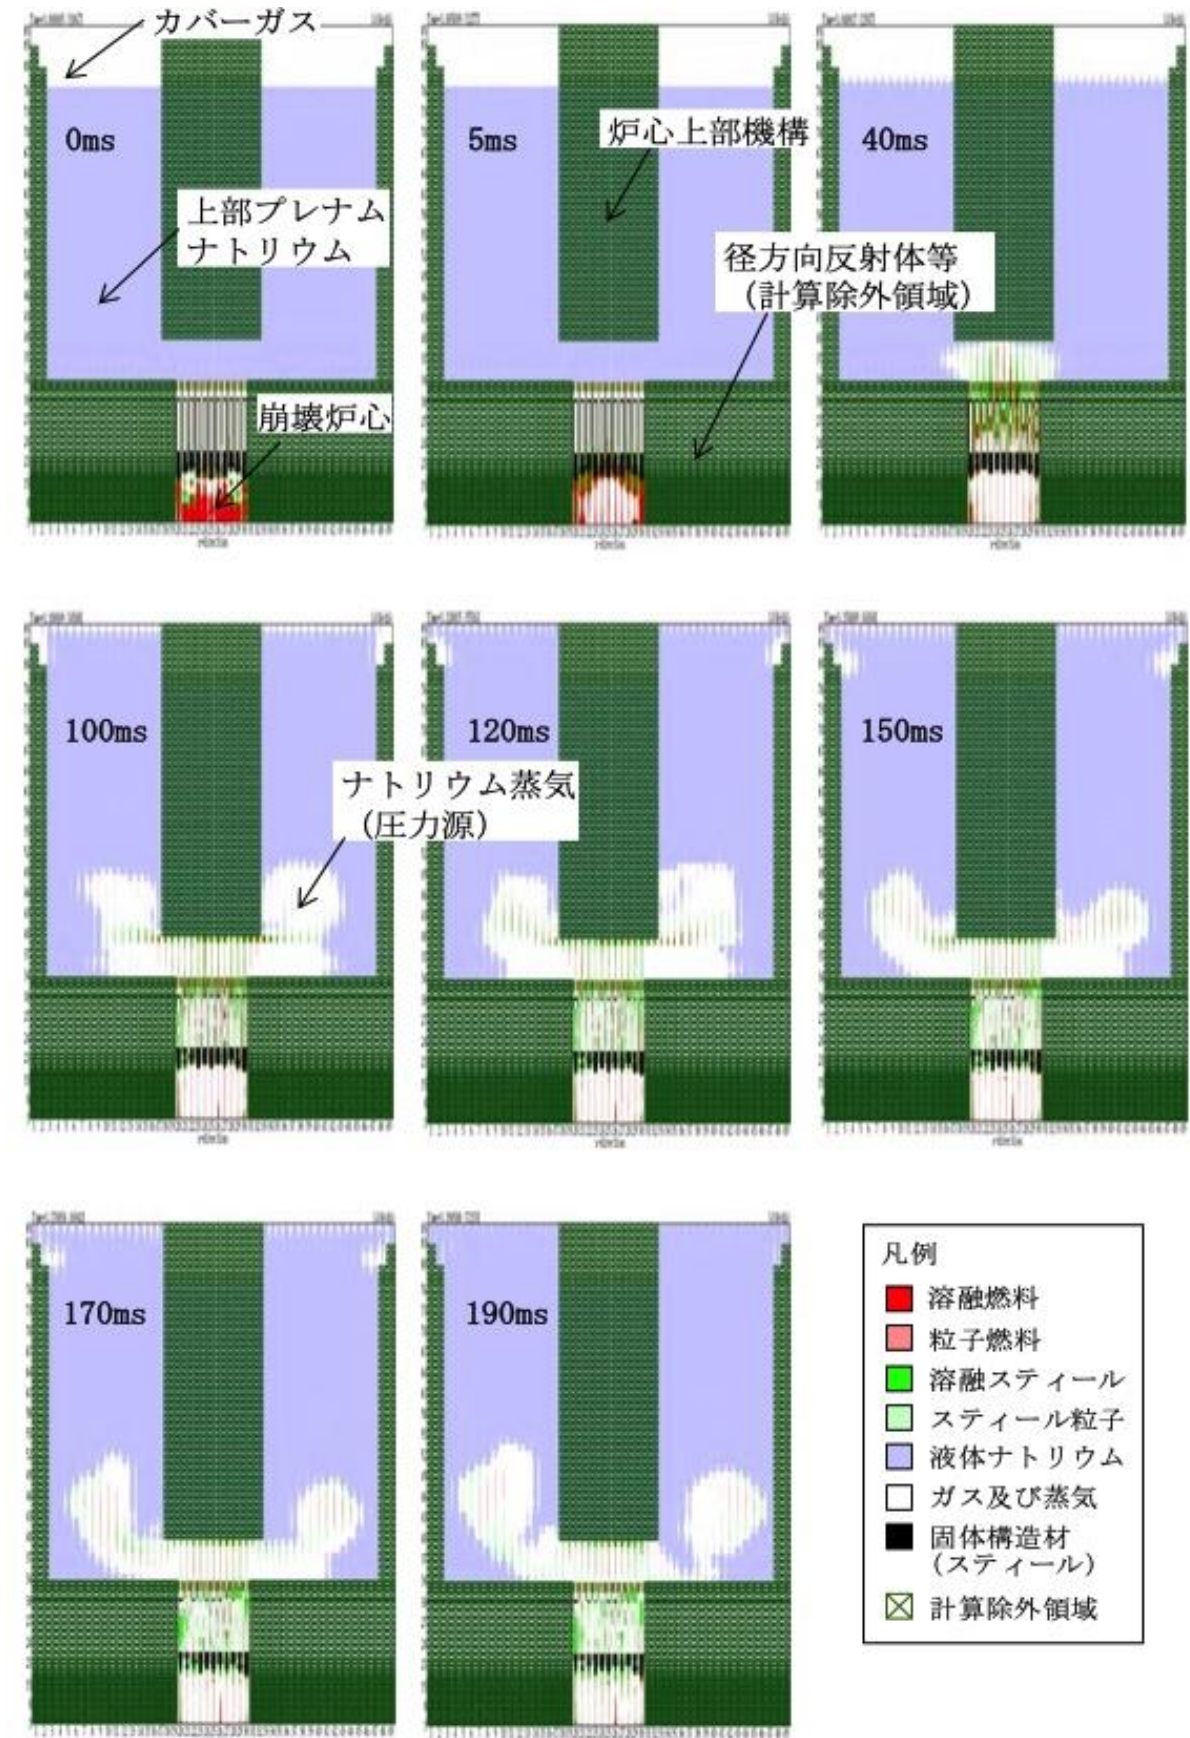 カバーガス
0ms
5ms
40ms
炉心上部機構
上部プレナム
ナトリウム
径方向反射体等
（計算除外領域）
崩壊炉心
100ms
120ms
150ms
ナトリウム蒸気
（圧力源）
170ms
190ms
凡例
溶融燃料
粒子燃料
溶融スティール
スティール粒子
液体ナトリウム
ガス及び蒸気
固体構造材
（スティール）
計算除外領域